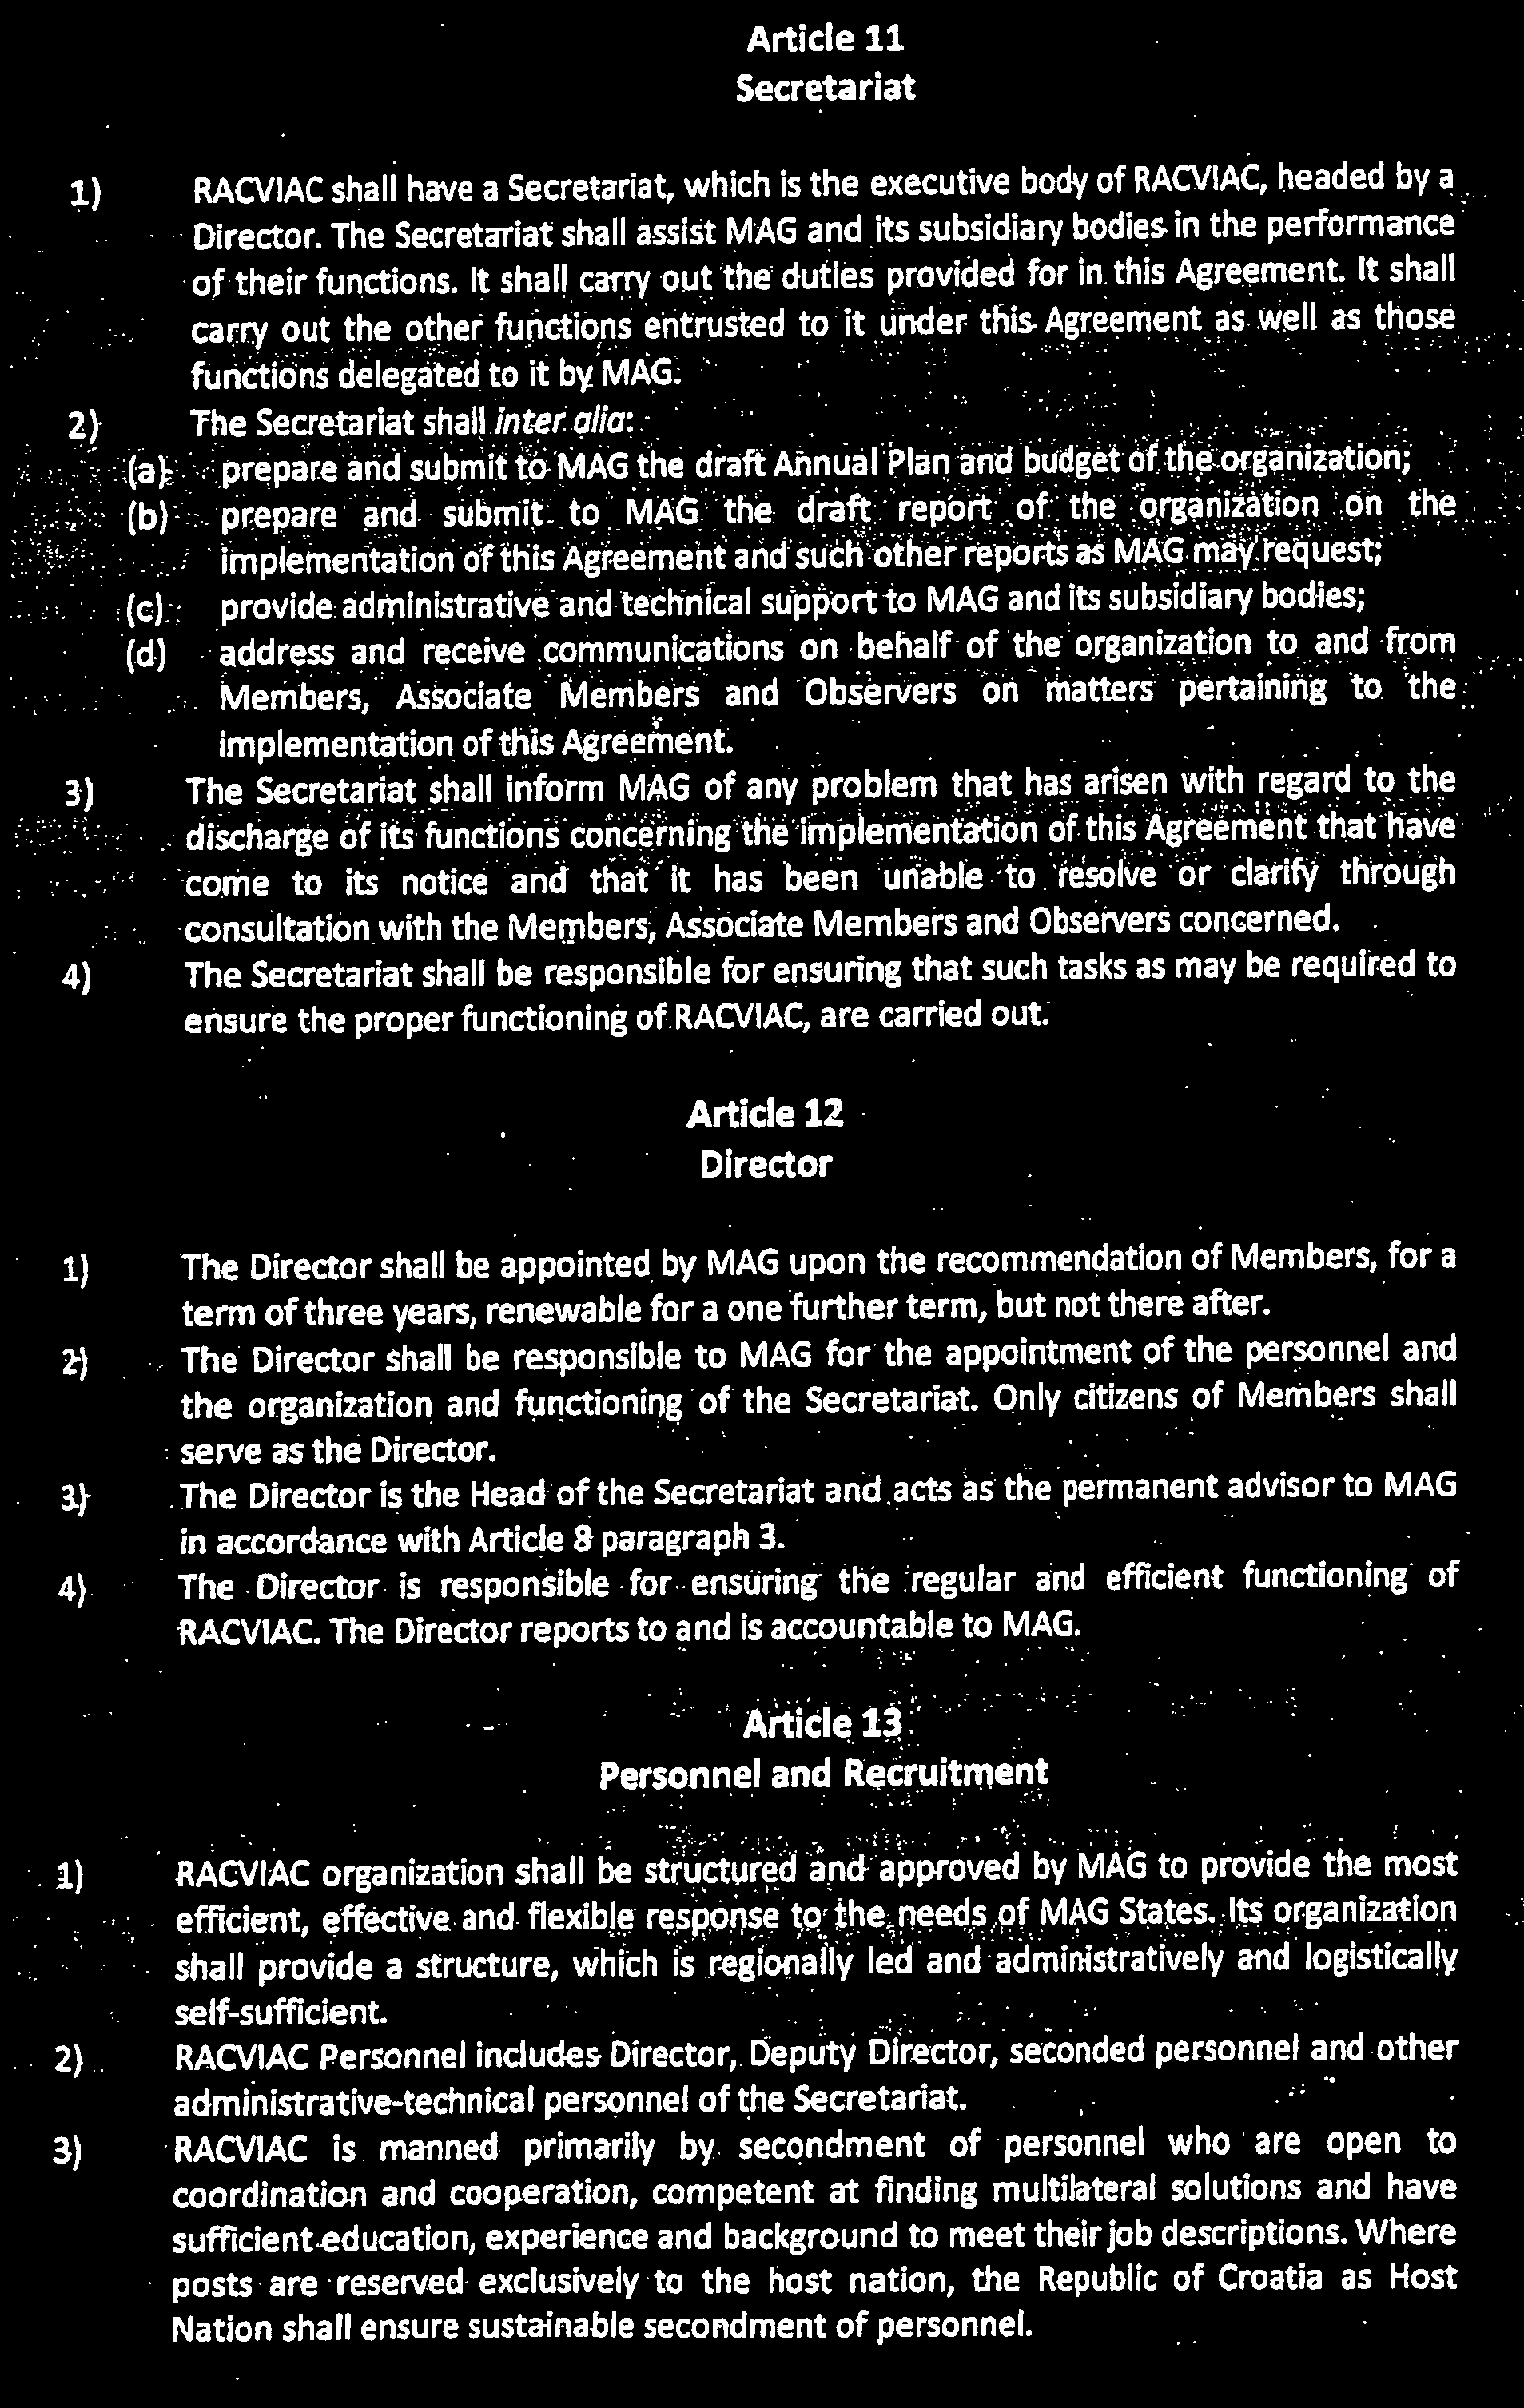 Article 11
Secretariat
1) RACVIAC shall have a Secretariat, which is the executive body of RACVIAC, headed by a
Director. The Secretariat shall assist MAG and its subsidiary bodies in the performance
of their functions. It shall carry out the duties provided for in this Agreement. It shall
carry out the other functions entrusted to it under this Agreement as well as those
functions delegated to it by MAG.
2) The Secretariat shall inter alia:
(a) prepare and submit to MAG the draft Annual Plan and budget of the organization;
(b) prepare and submit to MAG the draft report of the organization on the
implementation of this Agreement and such other reports as MAG may request;
(c) provide administrative and technical support to MAG and its subsidiary bodies;
(d) address and receive communications on behalf of the organization to and from
Members, Associate Members and Observers on matters pertaining to the
implementation of this Agreement.
3) The Secretariat shall inform MAG of any problem that has arisen with regard to the
discharge of its functions concerning the implementation of this Agreement that have
come to its notice and that it has been unable to resolve or clarify through
consultation with the Members, Associate Members and Observers concerned.
4) The Secretariat shall be responsible for ensuring that such tasks as may be required to
ensure the proper functioning of RACVIAC, are carried out.
Article 12
Director
1) The Director shall be appointed by MAG upon the recommendation of Members, for a
term of three years, renewable for a one further term, but not there after.
2) The Director shall be responsible to MAG for the appointment of the personnel and
the organization and functioning of the Secretariat. Only citizens of Members shall
serve as the Director.
3) The Director is the Head of the Secretariat and acts as the permanent advisor to MAG
in accordance with Article 8 paragraph 3.
4) The Director is responsible for ensuring the regular and efficient functioning of
RACVIAC. The Director reports to and is accountable to MAG.
Article 13
Personnel and Recruitment
1) RACVIAC organization shall be structured and approved by MAG to provide the most
efficient, effective and flexible response to the needs of MAG States. Its organization
shall provide a structure, which is regionally led and administratively and logistically
self-sufficient.
2) RACVIAC Personnel includes Director, Deputy Director, seconded personnel and other
administrative-technical personnel of the Secretariat.
3) RACVIAC is manned primarily by secondment of personnel who are open to
coordination and cooperation, competent at finding multilateral solutions and have
sufficient education, experience and background to meet their job descriptions. Where
posts are reserved exclusively to the host nation, the Republic of Croatia as Host
Nation shall ensure sustainable secondment of personnel.